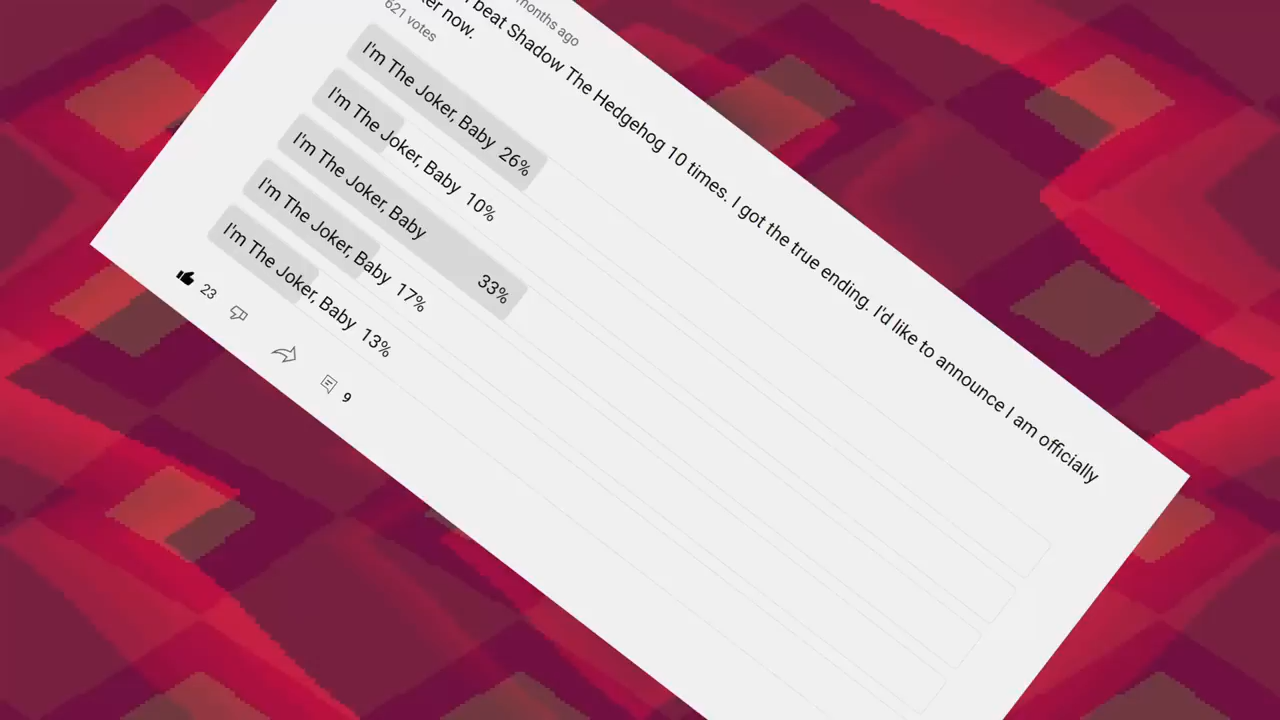 months ago
beat Shadow The Hedgehog 10 times. I got the true ending. I'd like to announce I am officially
now.
621 votes
I'm The Joker, Baby 26%
I'm The Joker, Baby 10%
I'm The Joker, Baby 33%
I'm The Joker, Baby 17%
I'm The Joker, Baby 13%
23
9